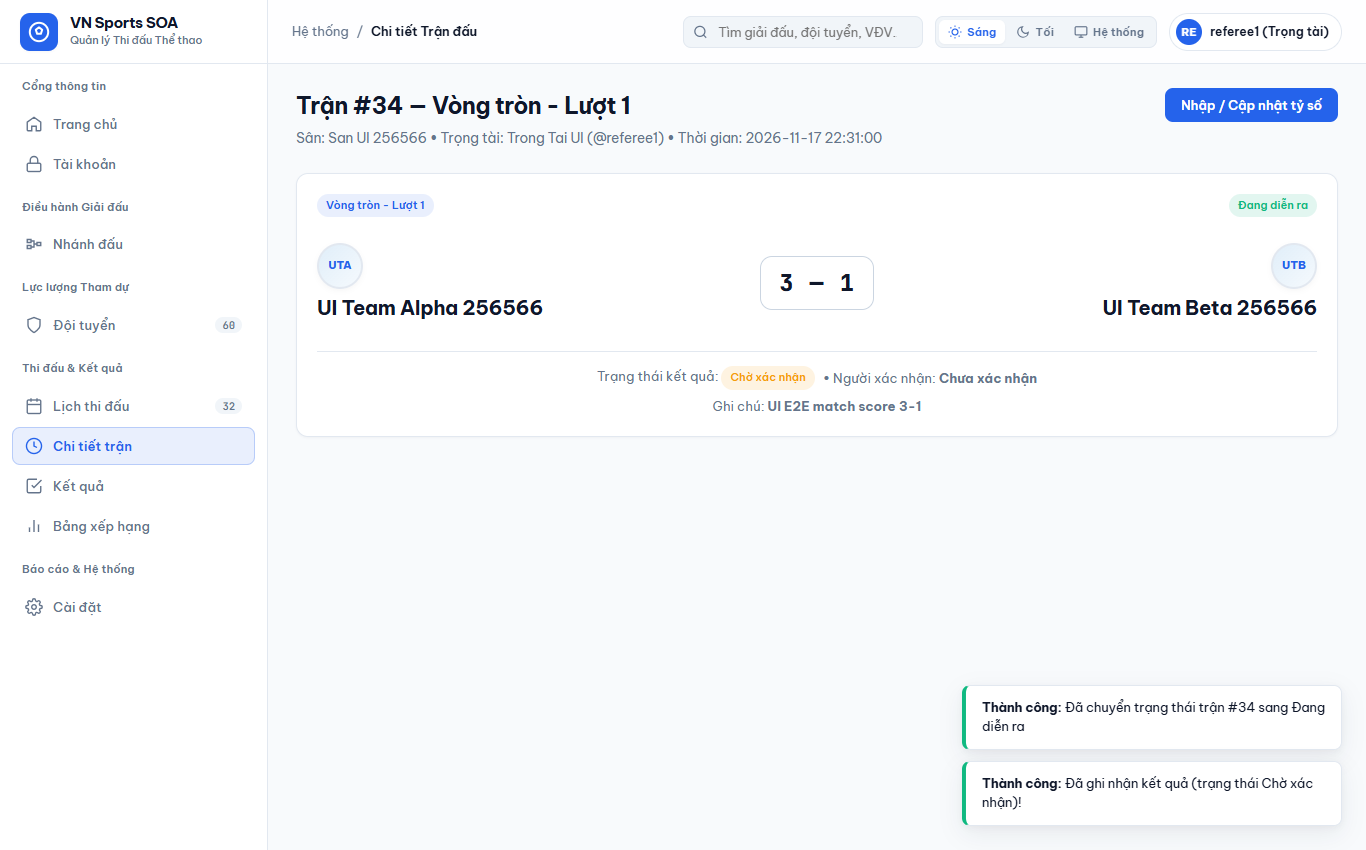 VN Sports SOA
Quản lý Thi đấu Thể thao
Hệ thống / Chi tiết Trận đấu
Tìm giải đấu, đội tuyển, VĐV.
Sáng
Tối
Hệ thống
RE
referee1 (Trọng tài)
Cổng thông tin
Trang chủ
Tài khoản
Điều hành Giải đấu
Nhánh đấu
Lực lượng Tham dự
Đội tuyển 60
Thi đấu & Kết quả
Lịch thi đấu 32
Chi tiết trận
Kết quả
Bảng xếp hạng
Báo cáo & Hệ thống
Cài đặt
Trận #34 — Vòng tròn - Lượt 1
Nhập / Cập nhật tỷ số
Sân: San UI 256566 • Trọng tài: Trong Tai UI (@referee1) • Thời gian: 2026-11-17 22:31:00
Vòng tròn - Lượt 1
Đang diễn ra
UTA
UI Team Alpha 256566
3 – 1
UTB
UI Team Beta 256566
Trạng thái kết quả: Chờ xác nhận • Người xác nhận: Chưa xác nhận
Ghi chú: UI E2E match score 3-1
Thành công: Đã chuyển trạng thái trận #34 sang Đang
diễn ra
Thành công: Đã ghi nhận kết quả (trạng thái Chờ xác
nhận)!